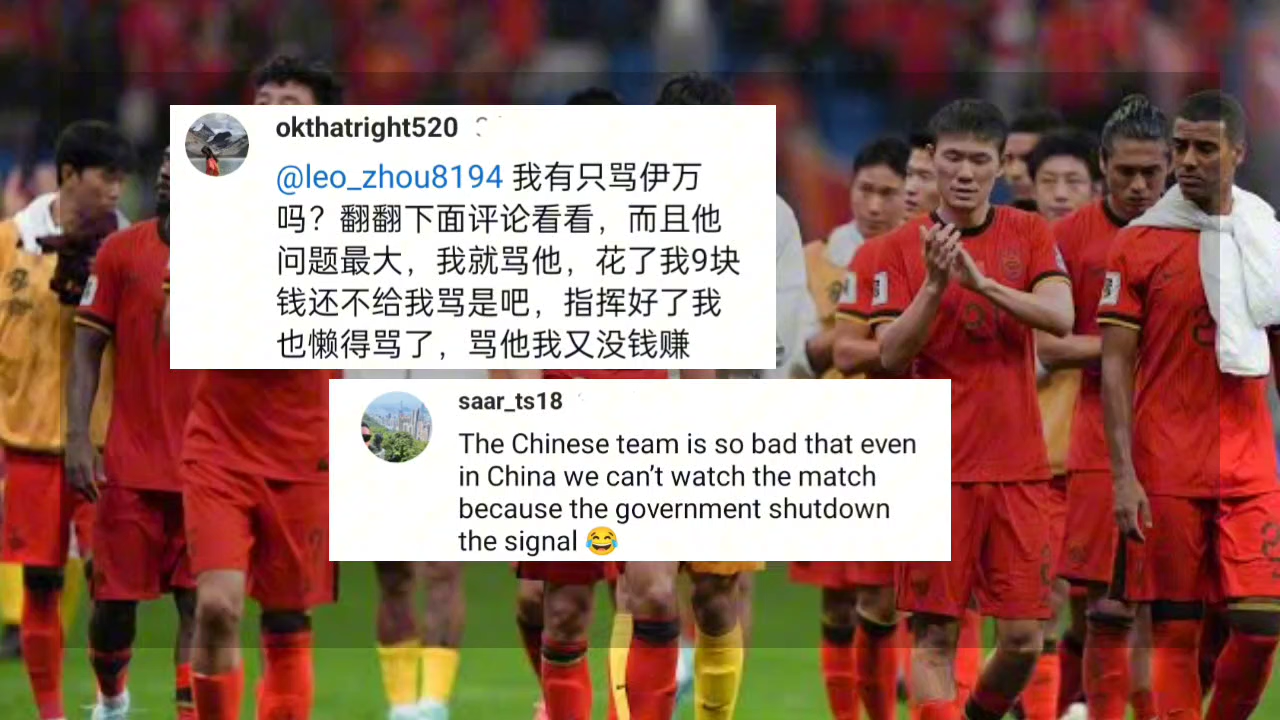 okthatright520
@leo_zhou8194 我有只骂伊万
吗？翻翻下面评论看看，而且他
问题最大，我就骂他，花了我9块
钱还不给我骂是吧，指挥好了我
也懒得骂了，骂他我又没钱赚
saar_ts18
The Chinese team is so bad that even
in China we can’t watch the match
because the government shutdown
the signal 😂